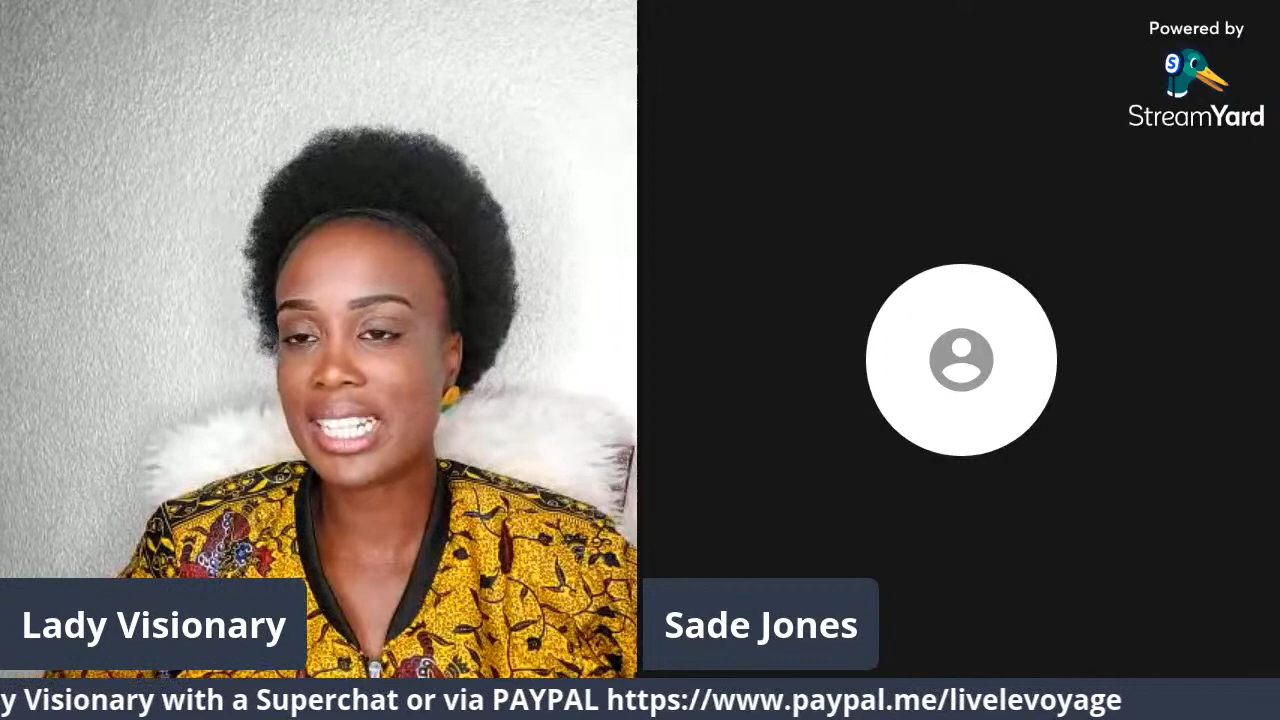 Powered by
S
StreamYard
Lady Visionary
Sade Jones
y Visionary with a Superchat or via PAYPAL https://www.paypal.me/livelevoyage